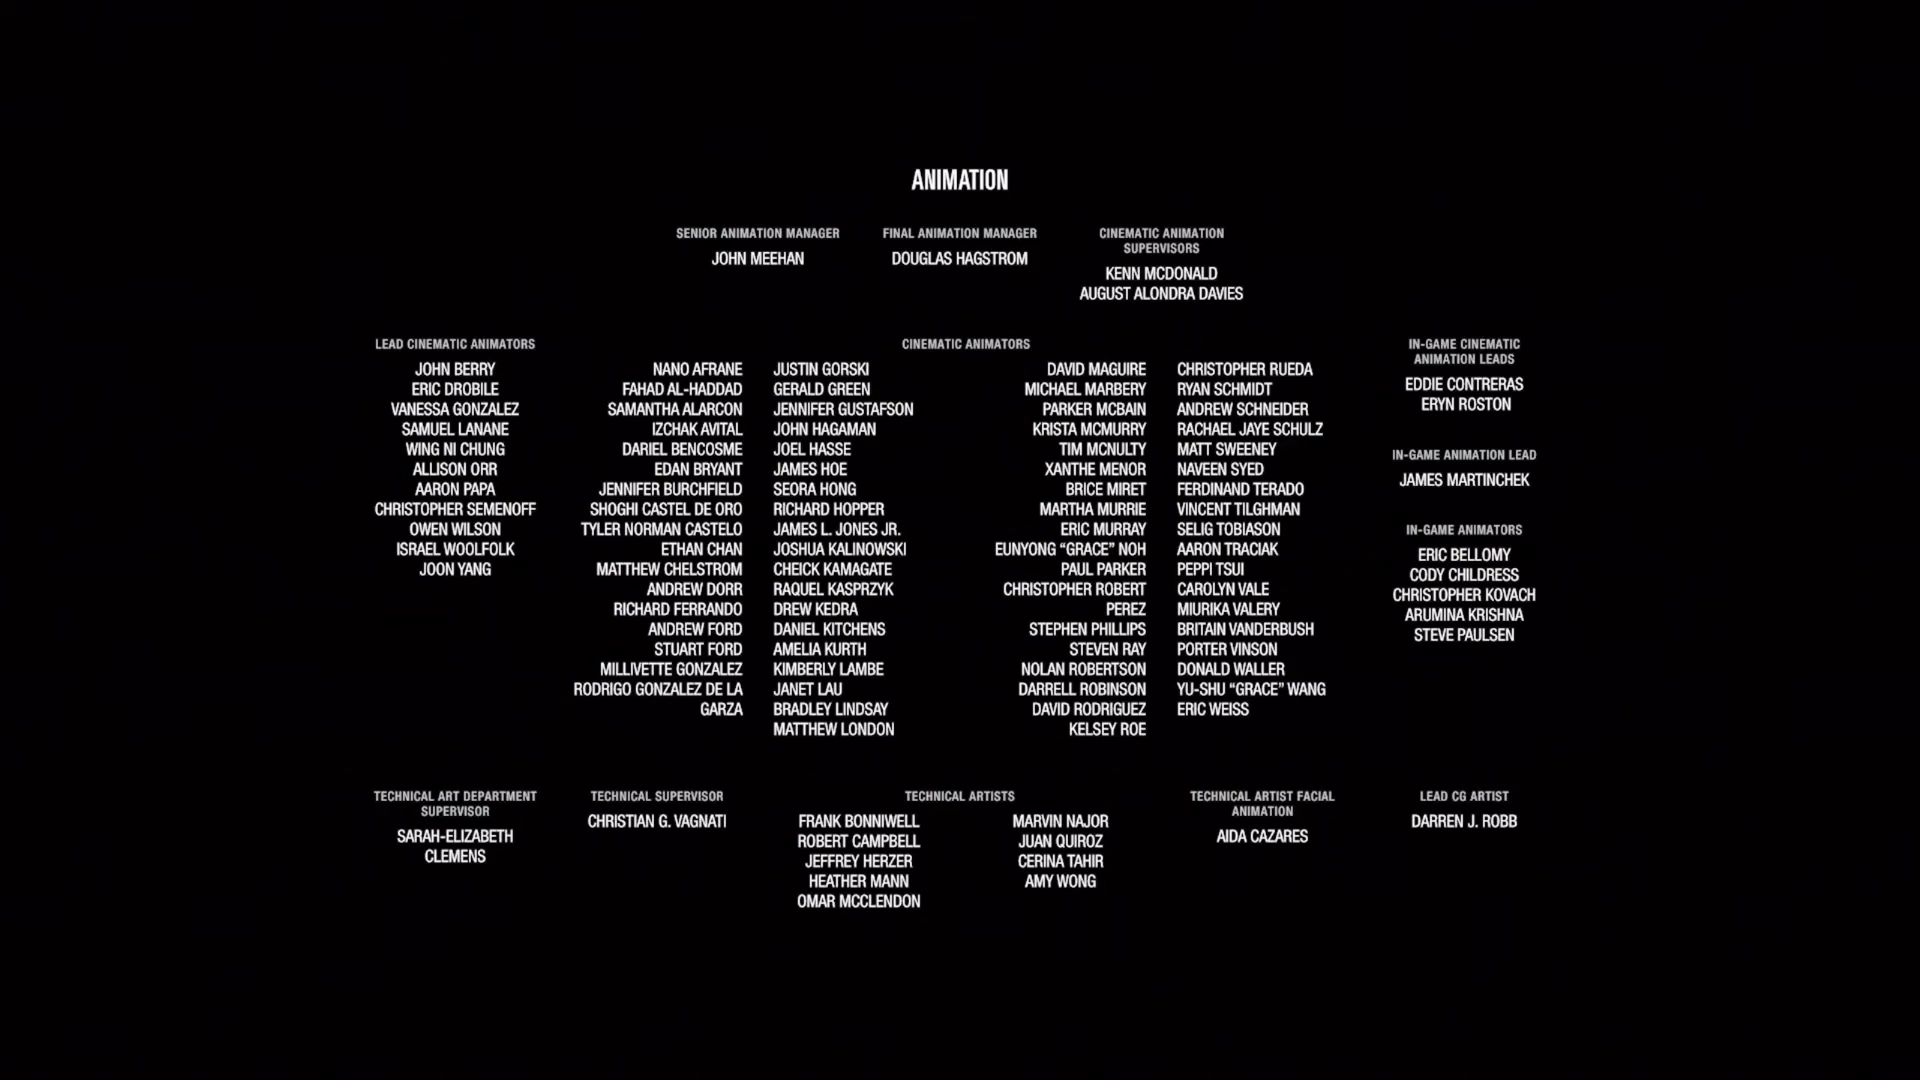 ANIMATION
SENIOR ANIMATION MANAGER
JOHN MEEHAN
FINAL ANIMATION MANAGER
DOUGLAS HAGSTROM
CINEMATIC ANIMATION
SUPERVISORS
KENN MCDONALD
AUGUST ALONDRA DAVIES
LEAD CINEMATIC ANIMATORS
JOHN BERRY
ERIC DROBILE
VANESSA GONZALEZ
SAMUEL LANANE
WING NI CHUNG
ALLISON ORR
AARON PAPA
CHRISTOPHER SEMENOFF
OWEN WILSON
ISRAEL WOOLFOLK
JOON YANG
CINEMATIC ANIMATORS
NANO AFRANE
FAHAD AL-HADDAD
SAMANTHA ALARCON
IZCHAK AVITAL
DARIEL BENCOSME
EDAN BRYANT
JENNIFER BURCHFIELD
SHOGHI CASTEL DE ORO
TYLER NORMAN CASTELO
ETHAN CHAN
MATTHEW CHELSTROM
ANDREW DORR
RICHARD FERRANDO
ANDREW FORD
STUART FORD
MILLIVETTE GONZALEZ
RODRIGO GONZALEZ DE LA
GARZA
JUSTIN GORSKI
GERALD GREEN
JENNIFER GUSTAFSON
JOHN HAGAMAN
JOEL HASSE
JAMES HOE
SEORA HONG
RICHARD HOPPER
JAMES L. JONES JR.
JOSHUA KALINOWSKI
CHEICK KAMAGATE
RAQUEL KASPRZYK
DREW KEDRA
DANIEL KITCHENS
AMELIA KURTH
KIMBERLY LAMBE
JANET LAU
BRADLEY LINDSAY
MATTHEW LONDON
DAVID MAGUIRE
MICHAEL MARBERY
PARKER MCBAIN
KRISTA MCMURRY
TIM MCNULTY
XANTHE MENOR
BRICE MIRET
MARTHA MURRIE
ERIC MURRAY
EUNYONG “GRACE” NOH
PAUL PARKER
CHRISTOPHER ROBERT
PEREZ
STEPHEN PHILLIPS
STEVEN RAY
NOLAN ROBERTSON
DARRELL ROBINSON
DAVID RODRIGUEZ
KELSEY ROE
CHRISTOPHER RUEDA
RYAN SCHMIDT
ANDREW SCHNEIDER
RACHAEL JAYE SCHULZ
MATT SWEENEY
NAVEEN SYED
FERDINAND TERADO
VINCENT TILGHMAN
SELIG TOBIASON
AARON TRACIAK
PEPPI TSUI
CAROLYN VALE
MIURIKA VALERY
BRITAIN VANDERBUSH
PORTER VINSON
DONALD WALLER
YU-SHU “GRACE” WANG
ERIC WEISS
IN-GAME CINEMATIC
ANIMATION LEADS
EDDIE CONTRERAS
ERYN ROSTON
IN-GAME ANIMATION LEAD
JAMES MARTINCHEK
IN-GAME ANIMATORS
ERIC BELLOMY
CODY CHILDRESS
CHRISTOPHER KOVACH
ARUMINA KRISHNA
STEVE PAULSEN
TECHNICAL ART DEPARTMENT
SUPERVISOR
SARAH-ELIZABETH
CLEMENS
TECHNICAL SUPERVISOR
CHRISTIAN G. VAGNATI
TECHNICAL ARTISTS
FRANK BONNIWELL
ROBERT CAMPBELL
JEFFREY HERZER
HEATHER MANN
OMAR MCCLENDON
MARVIN NAJOR
JUAN QUIROZ
CERINA TAHIR
AMY WONG
TECHNICAL ARTIST FACIAL
ANIMATION
AIDA CAZARES
LEAD CG ARTIST
DARREN J. ROBB